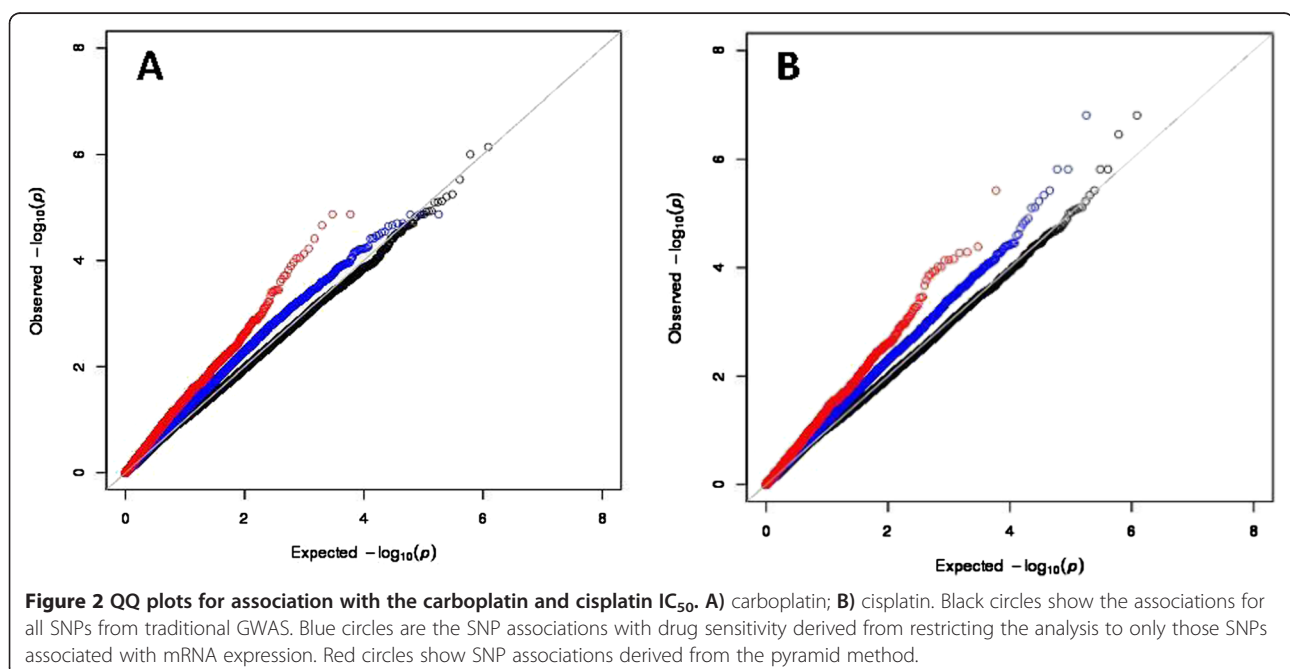 A
B
8
6
4
2
0
Observed −log10(p)
0 2 4 6 8
Expected −log10(p)
8
6
4
2
0
Observed −log10(p)
0 2 4 6 8
Expected −log10(p)
Figure 2 QQ plots for association with the carboplatin and cisplatin IC50. A) carboplatin; B) cisplatin. Black circles show the associations for
all SNPs from traditional GWAS. Blue circles are the SNP associations with drug sensitivity derived from restricting the analysis to only those SNPs
associated with mRNA expression. Red circles show SNP associations derived from the pyramid method.